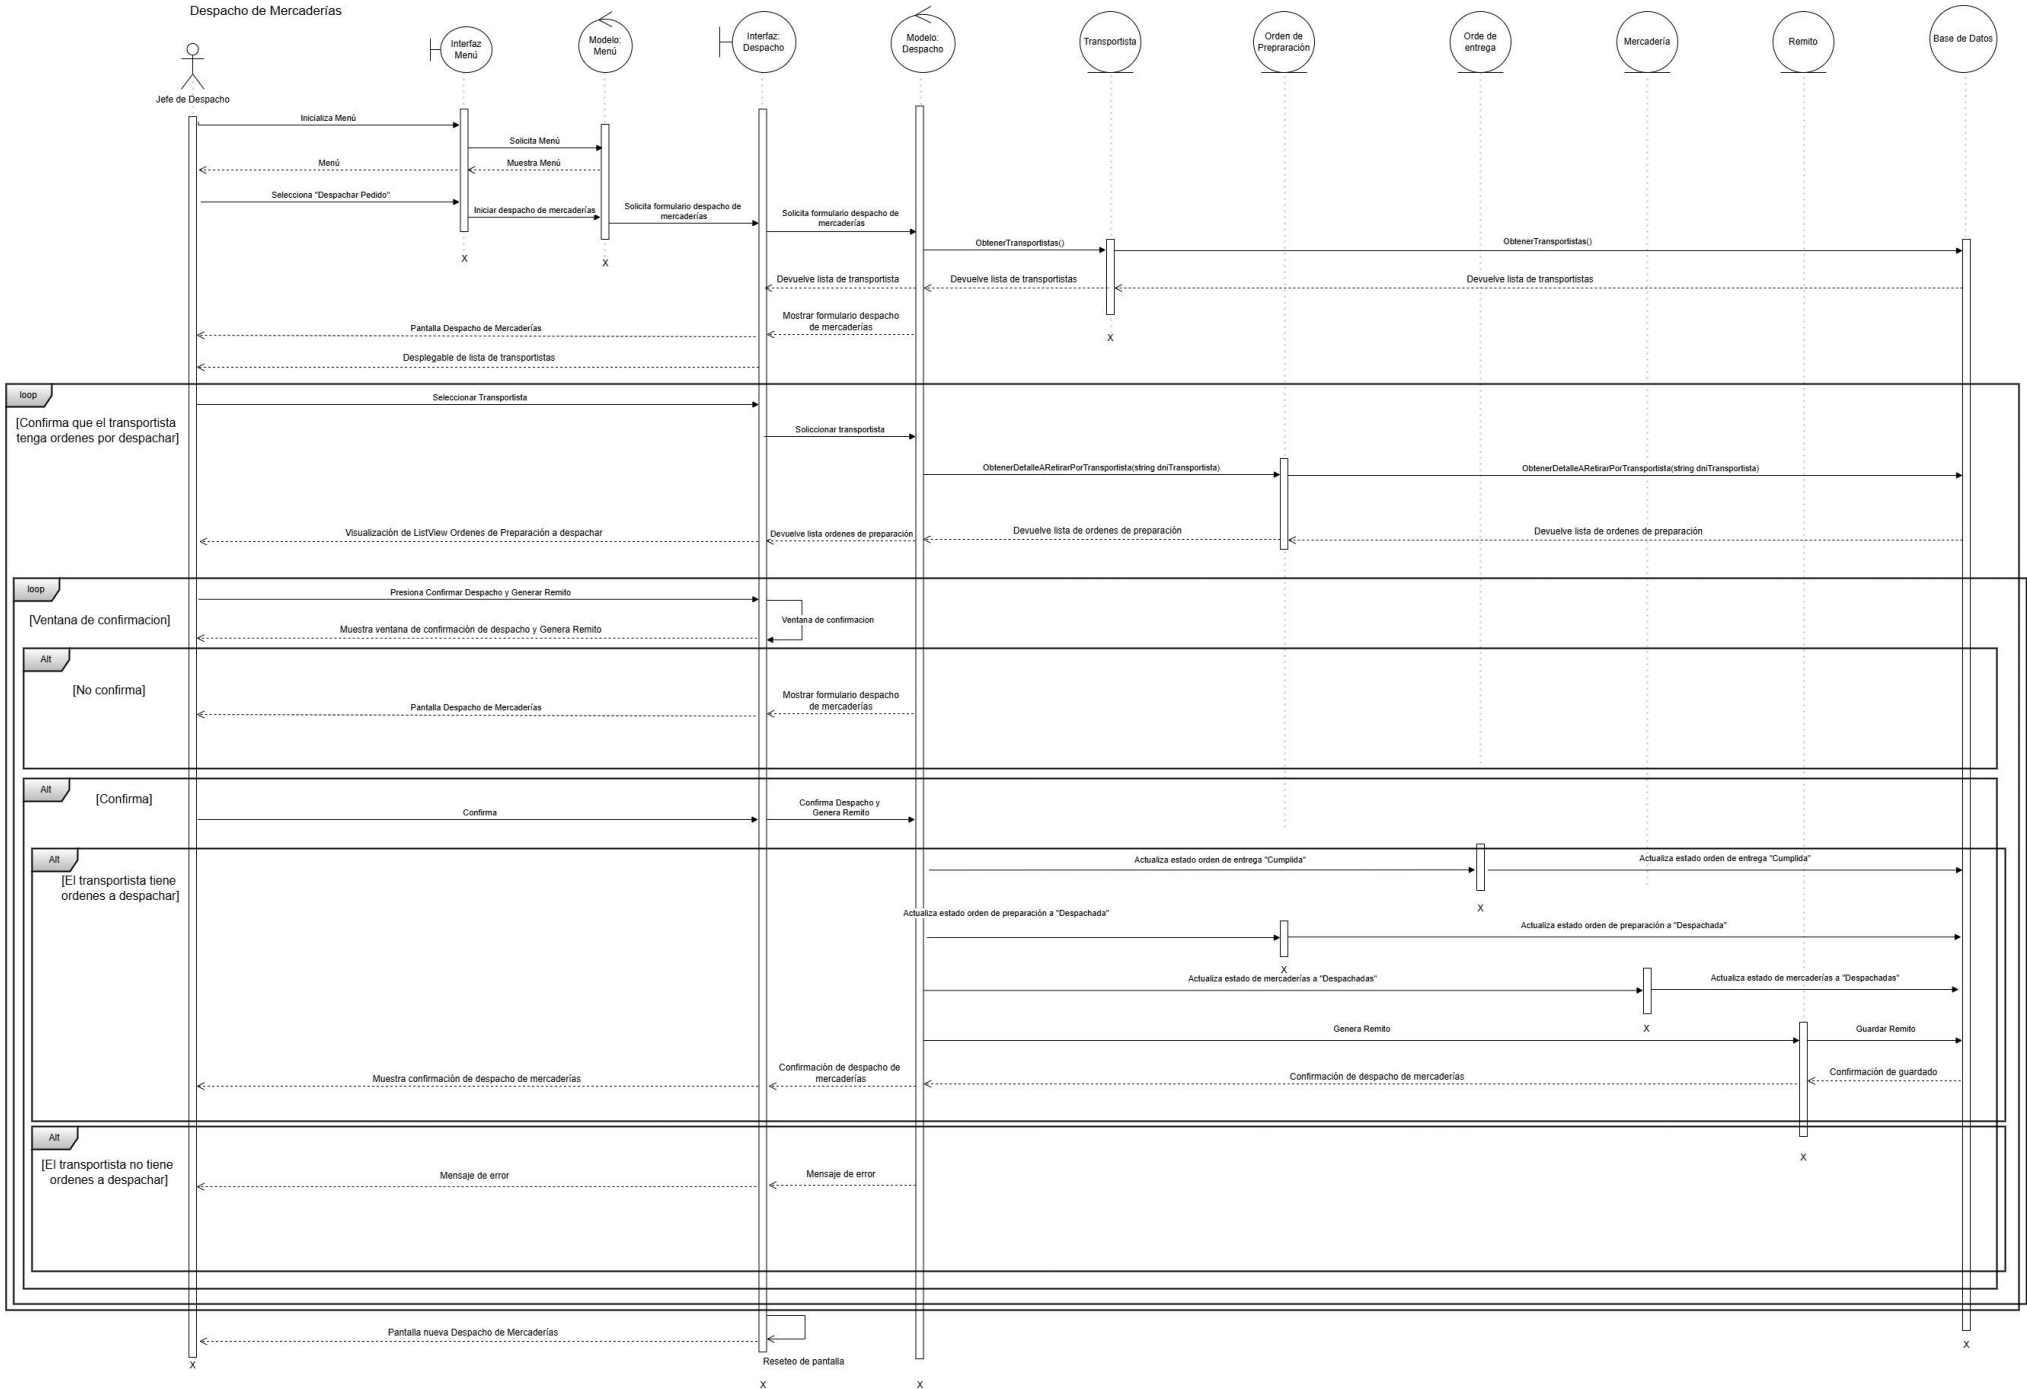 Despacho de Mercaderías
Jefe de Despacho
Interfaz
Menú
Modelo:
Menú
Interfaz:
Despacho
Modelo:
Despacho
Transportista
Orden de
Prepraración
Orde de
entrega
Mercadería
Remito
Base de Datos
Inicializa Menú
Solicita Menú
Menú
Muestra Menú
Selecciona "Despachar Pedido"
Iniciar despacho de mercaderías
Solicita formulario despacho de
mercaderías
Solicita formulario despacho de
mercaderías
ObtenerTransportistas()
ObtenerTransportistas()
X
X
Devuelve lista de transportista
Devuelve lista de transportistas
Devuelve lista de transportistas
Mostrar formulario despacho
de mercaderías
Pantalla Despacho de Mercaderías
X
Desplegable de lista de transportistas
loop
[Confirma que el transportista
tenga ordenes por despachar]
Seleccionar Transportista
Soliccionar transportista
ObtenerDetalleARetirarPorTransportista(string dniTransportista)
ObtenerDetalleARetirarPorTransportista(string dniTransportista)
Visualización de ListView Ordenes de Preparación a despachar
Devuelve lista ordenes de preparación
Devuelve lista de ordenes de preparación
Devuelve lista de ordenes de preparación
loop
[Ventana de confirmacion]
Presiona Confirmar Despacho y Generar Remito
Ventana de confirmacion
Muestra ventana de confirmación de despacho y Genera Remito
Alt
[No confirma]
Mostrar formulario despacho
de mercaderías
Pantalla Despacho de Mercaderías
Alt
[Confirma]
Confirma
Confirma Despacho y
Genera Remito
Alt
[El transportista tiene
ordenes a despachar]
Actualiza estado orden de entrega "Cumplida"
Actualiza estado orden de entrega "Cumplida"
X
Actualiza estado orden de preparación a "Despachada"
Actualiza estado orden de preparación a "Despachada"
X
Actualiza estado de mercaderías a "Despachadas"
Actualiza estado de mercaderías a "Despachadas"
X
Genera Remito
Guardar Remito
Muestra confirmación de despacho de mercaderías
Confirmación de despacho de
mercaderías
Confirmación de despacho de mercaderías
Confirmación de guardado
Alt
[El transportista no tiene
ordenes a despachar]
X
Mensaje de error
Mensaje de error
Pantalla nueva Despacho de Mercaderías
Reseteo de pantalla
X
X
X
X